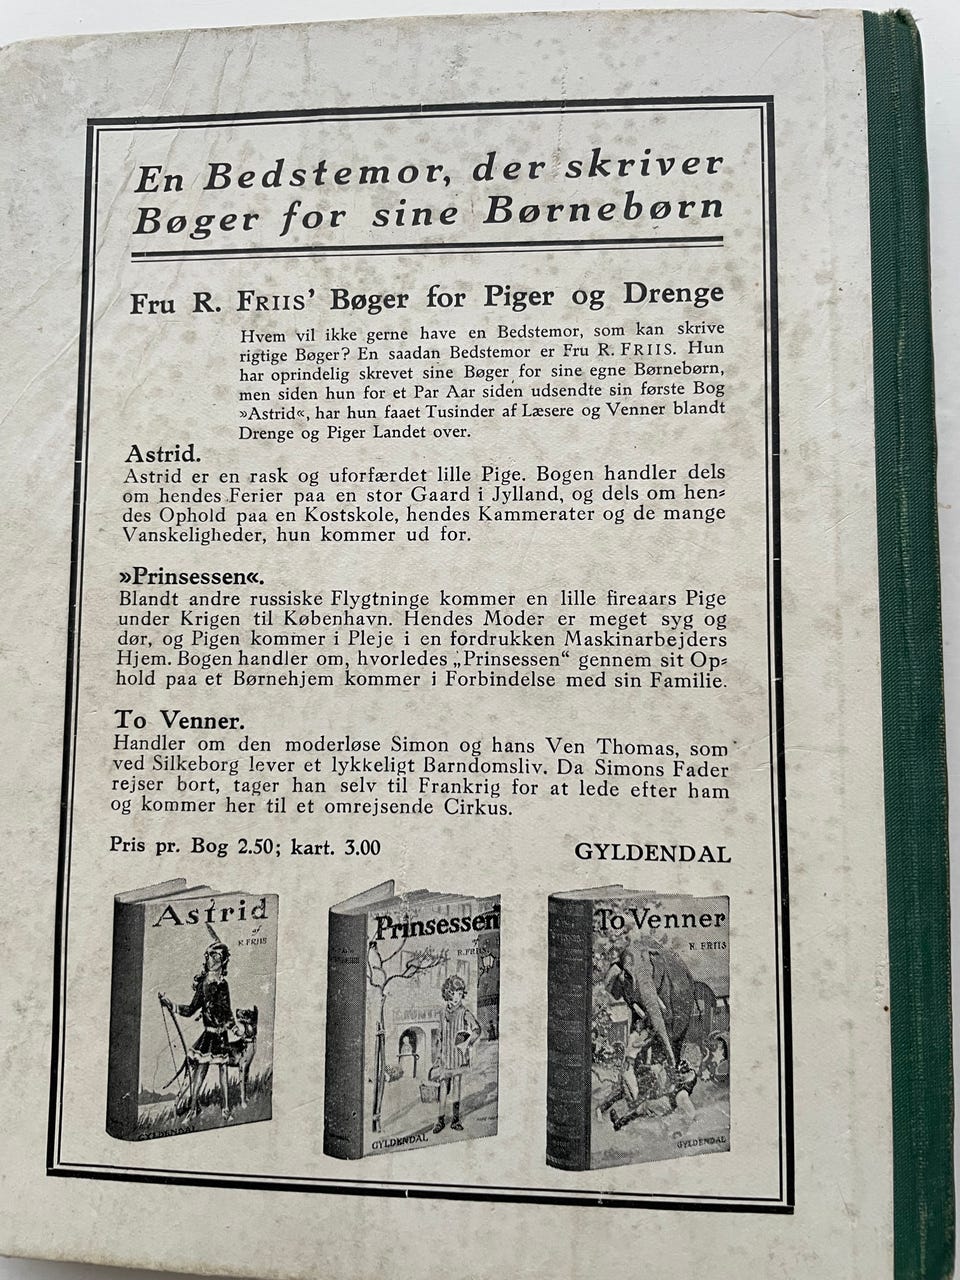 En Bedstemor, der skriver
Bøger for sine Børnebørn
Fru R. FRIIS' Bøger for Piger og Drenge
Hvem vil ikke gerne have en Bedstemor, som kan skrive
rigtige Bøger? En saadan Bedstemor er Fru R. FRIIS. Hun
har oprindelig skrevet sine Bøger for sine egne Børnebørn,
men siden hun for et Par Aar siden udsendte sin første Bog
»Astrid«, har hun faaet Tusinder af Læsere og Venner blandt
Drenge og Piger Landet over.
Astrid.
Astrid er en rask og uforfærdet lille Pige. Bogen handler dels
om hendes Ferier paa en stor Gaard i Jylland, og dels om hen-
des Ophold paa en Kostskole, hendes Kammerater og de mange
Vanskeligheder, hun kommer ud for.
»Prinsessen«.
Blandt andre russiske Flygtninge kommer en lille fireaars Pige
under Krigen til København. Hendes Moder er meget syg og
dør, og Pigen kommer i Pleje i en fordrukken Maskinarbejders
Hjem. Bogen handler om, hvorledes „Prinsessen“ gennem sit Op-
hold paa et Børnehjem kommer i Forbindelse med sin Familie.
To Venner.
Handler om den moderløse Simon og hans Ven Thomas, som
ved Silkeborg lever et lykkeligt Barndomsliv. Da Simons Fader
rejser bort, tager han selv til Frankrig for at lede efter ham
og kommer her til et omrejsende Cirkus.
Pris pr. Bog 2.50; kart. 3.00 GYLDENDAL
Astrid
af
R. FRIIS
GYLDENDAL
Prinsessen
af
R. FRIIS
GYLDENDAL
To Venner
R. FRIIS
GYLDENDAL